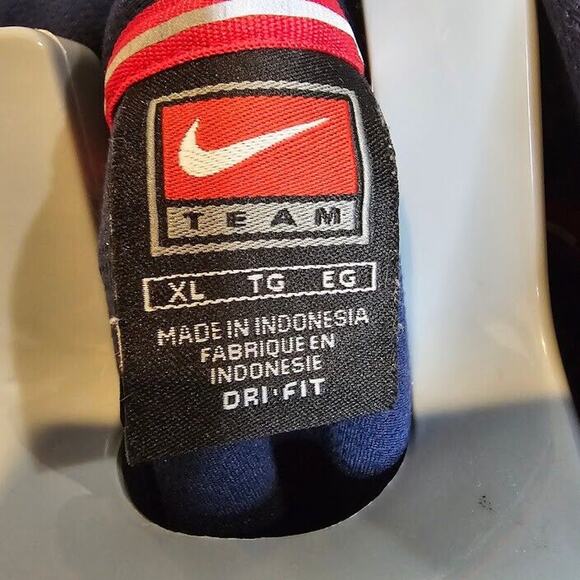 TEAM
XL TG EG
MADE IN INDONESIA
FABRIQUE EN
INDONESIE
DRI•FIT